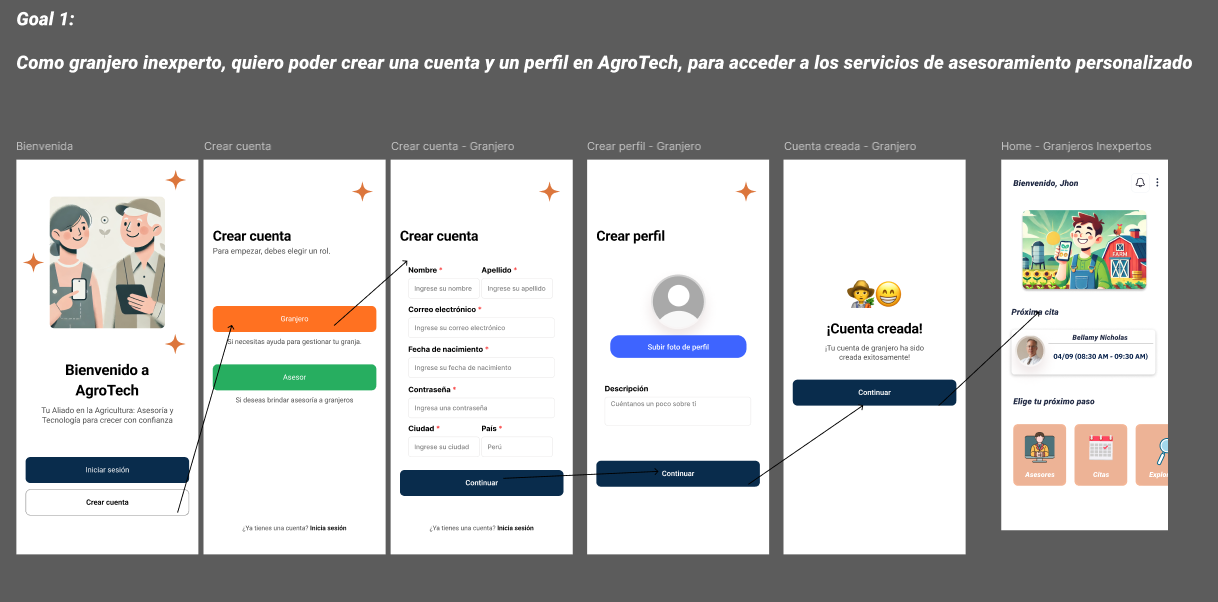 Goal 1:
Como granjero inexperto, quiero poder crear una cuenta y un perfil en AgroTech, para acceder a los servicios de asesoramiento personalizado
Bienvenida
Bienvenido a
AgroTech
Tu Aliado en la Agricultura: Asesoría y
Tecnología para crecer con confianza
Iniciar sesión
Crear cuenta
Crear cuenta
Crear cuenta
Para empezar, debes elegir un rol.
Granjero
Si necesitas ayuda para gestionar tu granja.
Asesor
Si deseas brindar asesoría a granjeros
¿Ya tienes una cuenta? Inicia sesión
Crear cuenta - Granjero
Crear cuenta
Nombre * Apellido *
Ingrese su nombre Ingrese su apellido
Correo electrónico *
Ingrese su correo electrónico
Fecha de nacimiento *
Ingrese su fecha de nacimiento
Contraseña *
Ingresa una contraseña
Ciudad * País *
Ingrese su ciudad Perú
Continuar
¿Ya tienes una cuenta? Inicia sesión
Crear perfil - Granjero
Crear perfil
Subir foto de perfil
Descripción
Cuéntanos un poco sobre ti
Continuar
Cuenta creada - Granjero
¡Cuenta creada!
¡Tu cuenta de granjero ha sido
creada exitosamente!
Continuar
Home - Granjeros Inexpertos
Bienvenido, Jhon
FARM
Próxima cita
Bellamy Nicholas
04/09 (08:30 AM - 09:30 AM)
Elige tu próximo paso
Asesores Citas Explo